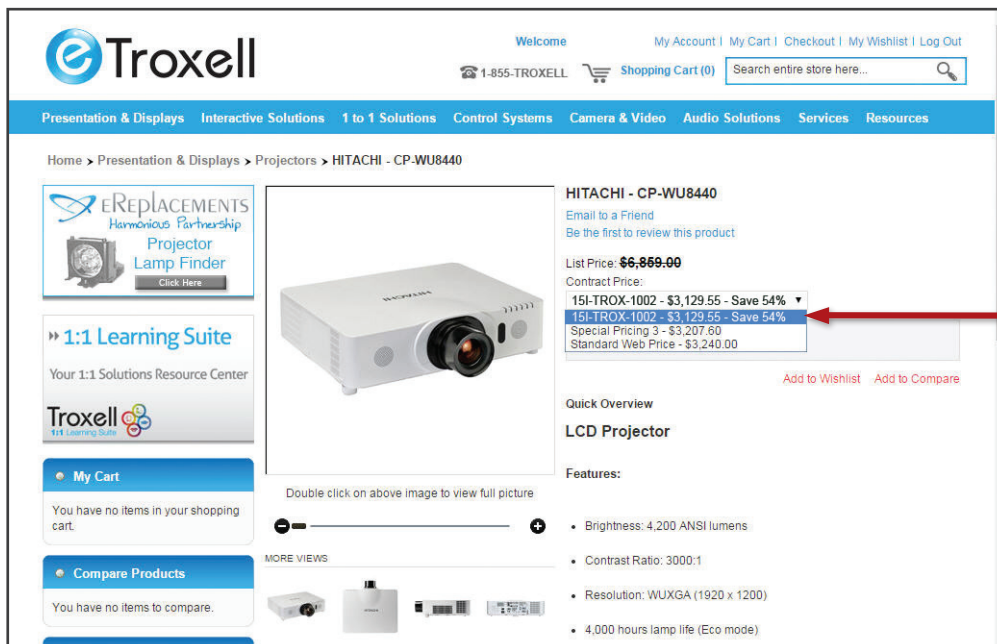 eTroxell
Welcome
My Account | My Cart | Checkout | My Wishlist | Log Out
1-855-TROXELL
Shopping Cart (0)
Search entire store here...
Presentation & Displays Interactive Solutions 1 to 1 Solutions Control Systems Camera & Video Audio Solutions Services Resources
Home > Presentation & Displays > Projectors > HITACHI - CP-WU8440
eReplacements
Harmonious Partnership
Projector
Lamp Finder
Click Here
1:1 Learning Suite
Your 1:1 Solutions Resource Center
Troxell
1:1 Learning Suite
My Cart
You have no items in your shopping
cart.
Compare Products
You have no items to compare.
HITACHI
Double click on above image to view full picture
MORE VIEWS
HITACHI - CP-WU8440
Email to a Friend
Be the first to review this product
List Price: $6,859.00
Contract Price:
15I-TROX-1002 - $3,129.55 - Save 54%
15I-TROX-1002 - $3,129.55 - Save 54%
Special Pricing 3 - $3,207.60
Standard Web Price - $3,240.00
Add to Wishlist Add to Compare
Quick Overview
LCD Projector
Features:
• Brightness: 4,200 ANSI lumens
• Contrast Ratio: 3000:1
• Resolution: WUXGA (1920 x 1200)
• 4,000 hours lamp life (Eco mode)